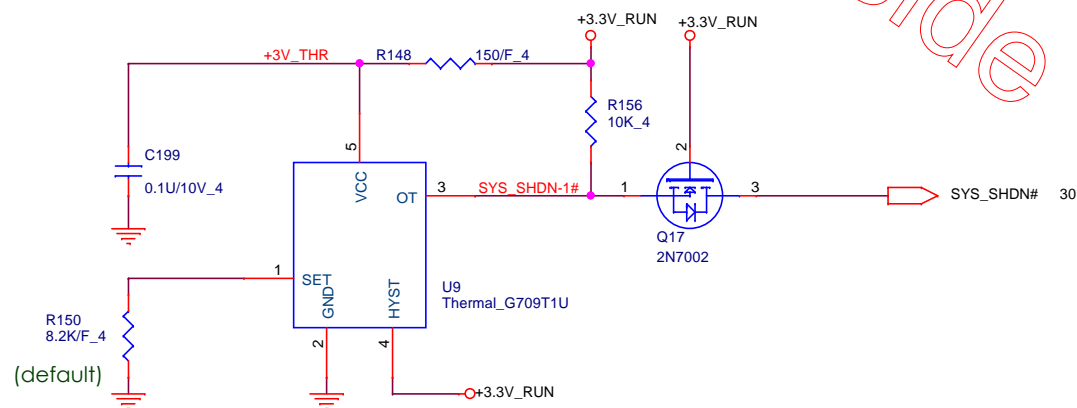 +3.3V_RUN
+3.3V_RUN
+3V_THR
R148
150/F_4
R156
10K_4
C199
0.1U/10V_4
5
VCC
2
OT
3
SYS_SHDN-1#
1
3
SYS_SHDN# 30
Q17
2N7002
1
SET
GND
HYST
U9
Thermal_G709T1U
R150
8.2K/F_4
2
4
(default)
+3.3V_RUN